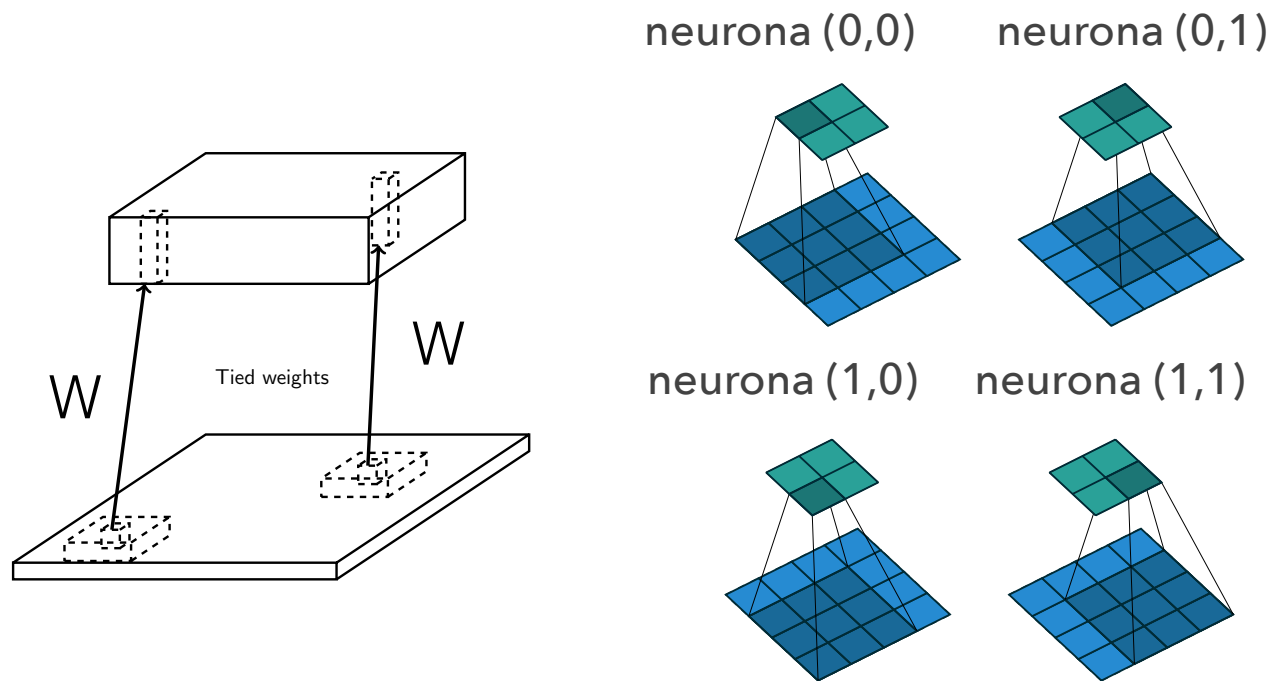 neurona (0,0)
neurona (0,1)
W
W
Tied weights
neurona (1,0)
neurona (1,1)